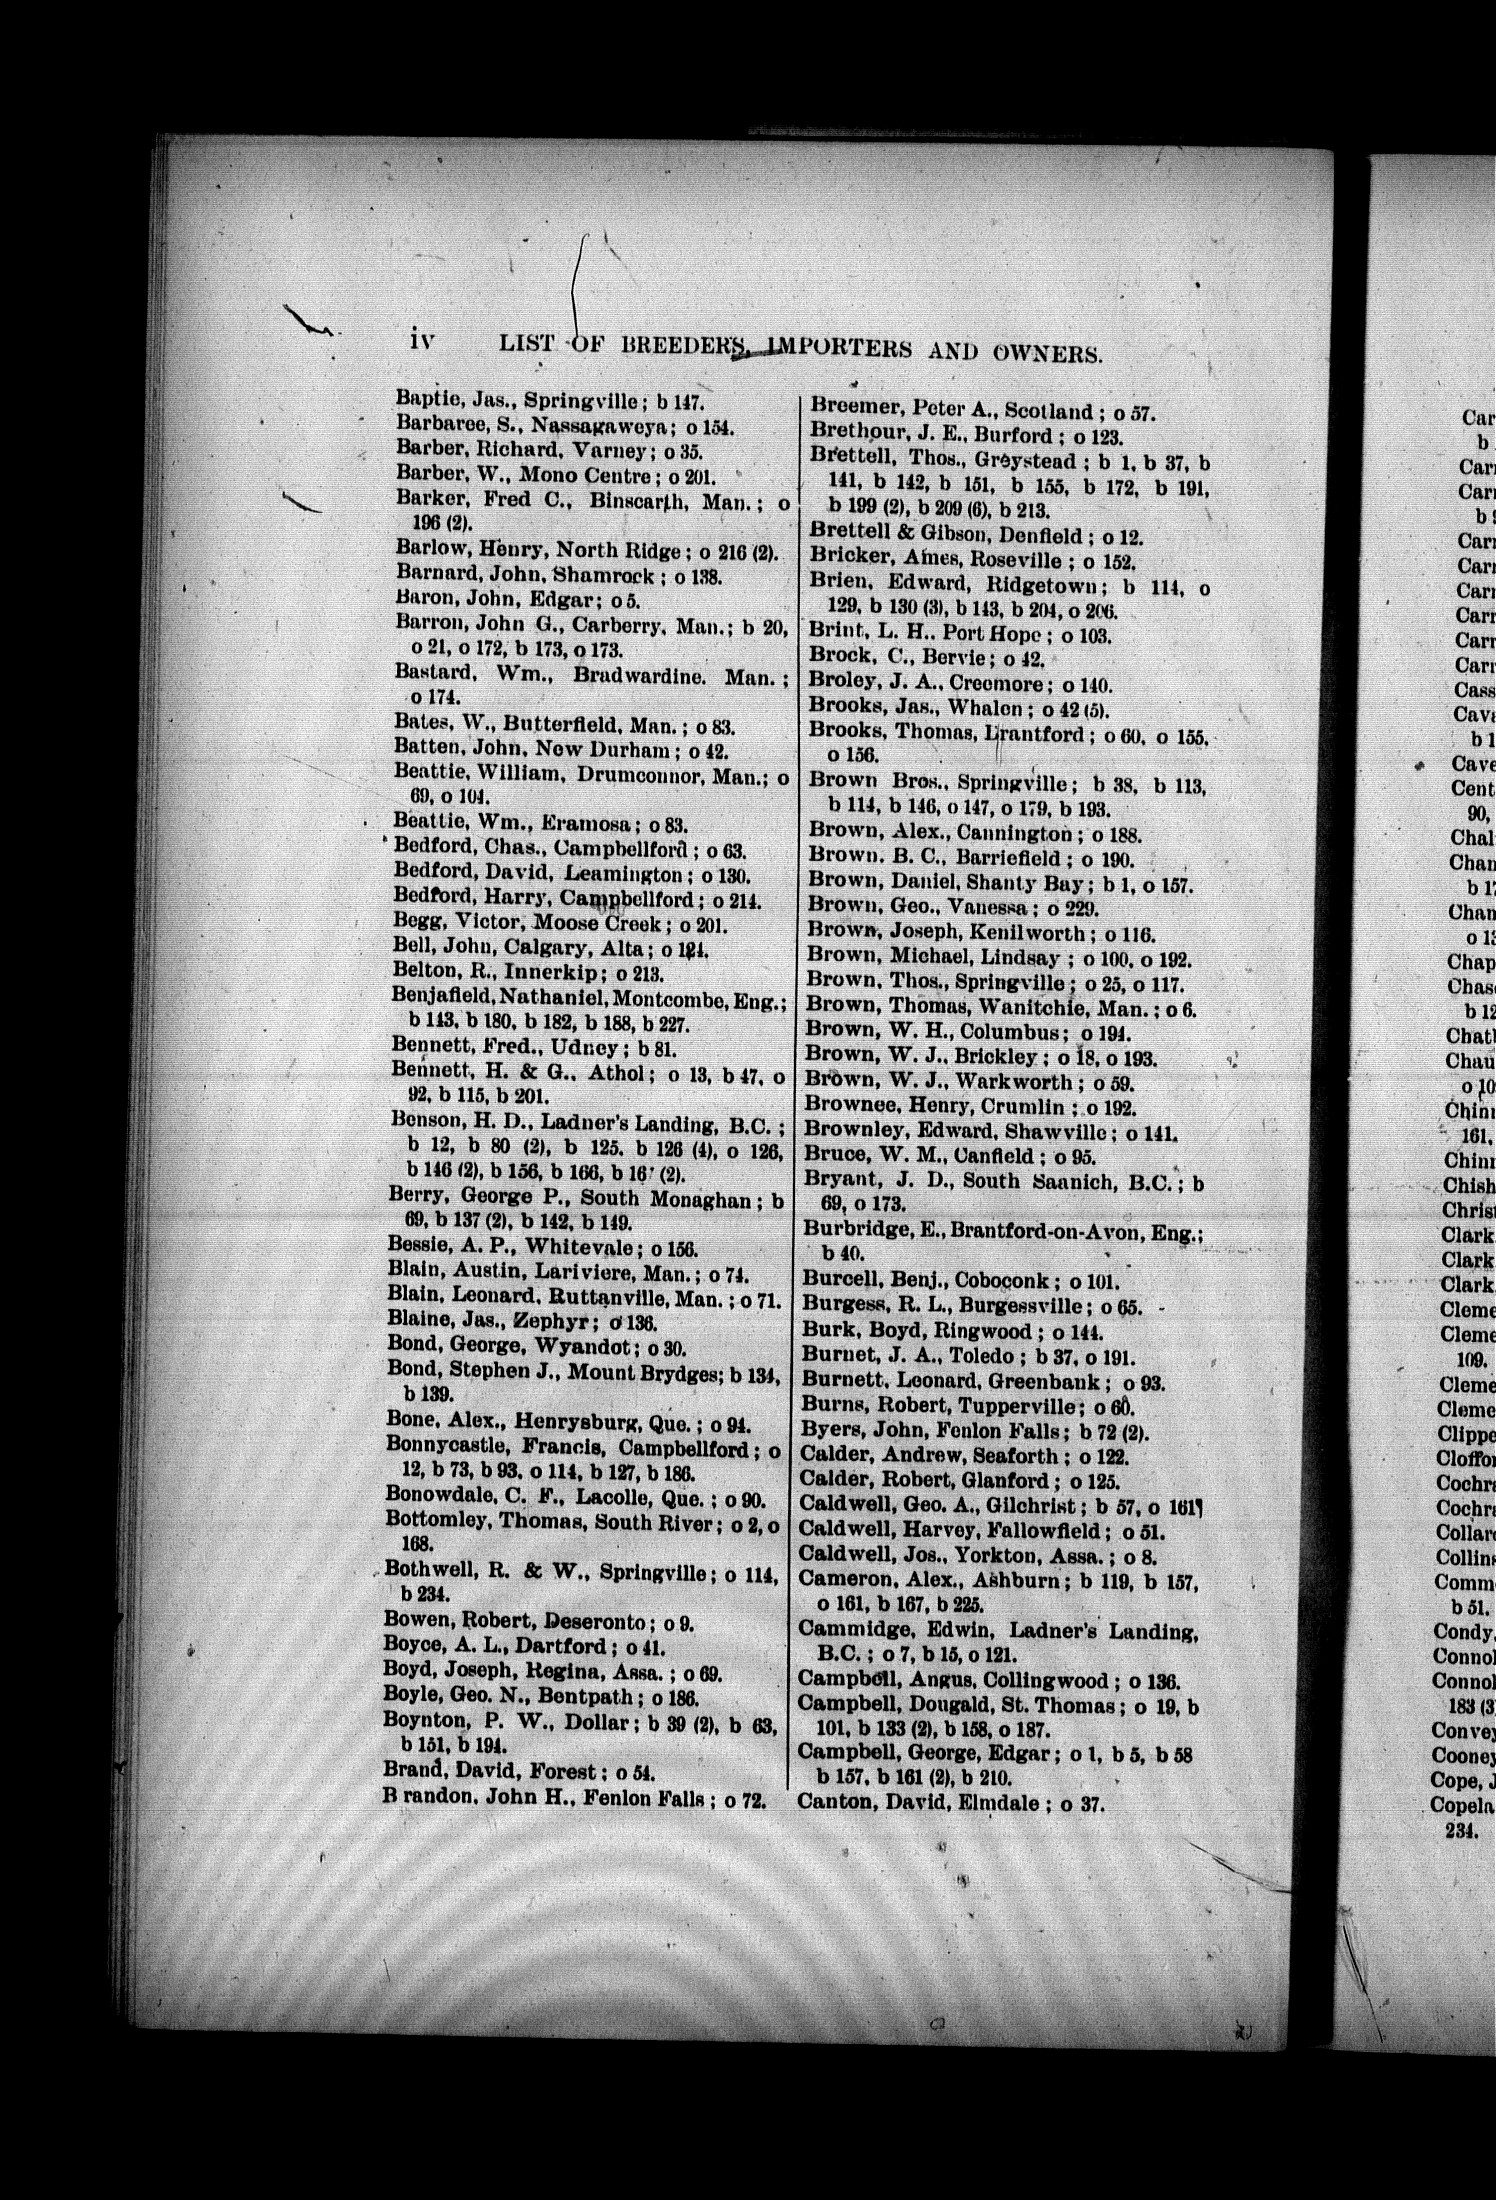 iv LIST OF BREEDERS, IMPORTERS AND OWNERS.
Baptie, Jas., Springville; b 147.
Barbaree, S., Nassagaweya; o 154.
Barber, Richard, Varney; o 35.
Barber, W., Mono Centre; o 201.
Barker, Fred C., Binscarth, Man.; o
196 (2).
Barlow, Henry, North Ridge; o 216 (2).
Barnard, John, Shamrock; o 138.
Baron, John, Edgar; o 5.
Barron, John G., Carberry, Man.; b 20,
o 21, o 172, b 173, o 173.
Bastard, Wm., Bradwardine. Man.;
o 174.
Bates, W., Butterfield, Man.; o 83.
Batten, John, New Durham; o 42.
Beattie, William, Drumconnor, Man.; o
69, o 104.
Beattie, Wm., Eramosa; o 83.
Bedford, Chas., Campbellford; o 63.
Bedford, David, Leamington; o 130.
Bedford, Harry, Campbellford; o 214.
Begg, Victor, Moose Creek; o 201.
Bell, John, Calgary, Alta; o
Belton, R., Innerkip; o 213.
Benjafield, Nathaniel, Montcombe, Eng.;
b 143, b 180, b 182, b 188, b 227.
Bennett, Fred., Udney; b 81.
Bennett, H. & G., Athol; o 13, b 47, o
92, b 115, b 201.
Benson, H. D., Ladner's Landing, B.C.;
b 12, b 80 (2), b 125. b 126 (4), o 126,
b 146 (2), b 156, b 166, b (2).
Berry, George P., South Monaghan; b
69, b 137 (2), b 142, b 149.
Bessie, A. P., Whitevale; o 156.
Blain, Austin, Lariviere, Man.; o 74.
Blain, Leonard, Ruttanville, Man.; o 71.
Blaine, Jas., Zephyr; o 136.
Bond, George, Wyandot; o 30.
Bond, Stephen J., Mount Brydges; b 134,
b 139.
Bone, Alex., Henrysburg, Que.; o 94.
Bonnycastle, Francis, Campbellford; o
12, b 73, b 93, o 114, b 127, b 186.
Bonowdale, C. F., Lacolle, Que.; o 90.
Bottomley, Thomas, South River; o 2, o
168.
Bothwell, R. & W., Springville; o 114,
b 234.
Bowen, Robert, Deseronto; o 9.
Boyce, A. L., Dartford; o 41.
Boyd, Joseph, Regina, Assa.; o 69.
Boyle, Geo. N., Bentpath; o 186.
Boynton, P. W., Dollar; b 39 (2), b 63,
b 151, b 194.
Brand, David, Forest; o 54.
B randon, John H., Fenlon Falls; o 72.
Breemer, Peter A., Scotland; o 57.
Brethour, J. E., Burford; o 123.
Brettell, Thos., Greystead; b 1, b 37, b
141, b 142, b 151, b 155, b 172, b 191,
b 199 (2), b 209 (6), b 213.
Brettell & Gibson, Denfield; o 12.
Bricker, Ames, Roseville; o 152.
Brien, Edward, Ridgetown; b 114, o
129, b 130 (3), b 143, b 204, o 206.
Brint, L. H., Port Hope; o 103.
Brock, C., Bervie; o 42.
Broley, J. A., Creemore; o 140.
Brooks, Jas., Whalen; o 42 (5).
Brooks, Thomas, Brantford; o 60, o 155,
o 156.
Brown Bros., Springville; b 38, b 113,
b 114, b 146, o 147, o 179, b 193.
Brown, Alex., Cannington; o 188.
Brown. B. C., Barriefield; o 190.
Brown, Daniel, Shanty Bay; b 1, o 157.
Brown, Geo., Vanessa; o 229.
Brown, Joseph, Kenilworth; o 116.
Brown, Michael, Lindsay; o 100, o 192.
Brown, Thos., Springville; o 25, o 117.
Brown, Thomas, Wanitchie, Man.; o 6.
Brown, W. H., Columbus; o 194.
Brown, W. J., Brickley; o 18, o 193.
Brown, W. J., Warkworth; o 59.
Brownee, Henry, Crumlin; o 192.
Brownley, Edward, Shawville; o 141.
Bruce, W. M., Canfield; o 95.
Bryant, J. D., South Saanich, B.C.; b
69, o 173.
Burbridge, E., Brantford-on-Avon, Eng.;
b 40.
Burcell, Benj., Coboconk; o 101.
Burgess, R. L., Burgessville; o 65.
Burk, Boyd, Ringwood; o 144.
Burnet, J. A., Toledo; b 37, o 191.
Burnett, Leonard, Greenbank; o 93.
Burns, Robert, Tupperville; o 60.
Byers, John, Fenlon Falls; b 72 (2).
Calder, Andrew, Seaforth; o 122.
Calder, Robert, Glanford; o 125.
Caldwell, Geo. A., Gilchrist; b 57, o 161
Caldwell, Harvey, Fallowfield; o 51.
Caldwell, Jos., Yorkton, Assa.; o 8.
Cameron, Alex., Ashburn; b 119, b 157,
o 161, b 167, b 225.
Cammidge, Edwin, Ladner's Landing,
B.C.; o 7, b 15, o 121.
Campbell, Angus, Collingwood; o 136.
Campbell, Dougald, St. Thomas; o 19, b
101, b 133 (2), b 158, o 187.
Campbell, George, Edgar; o 1, b 5, b 58
b 157, b 161 (2), b 210.
Canton, David, Elmdale; o 37.